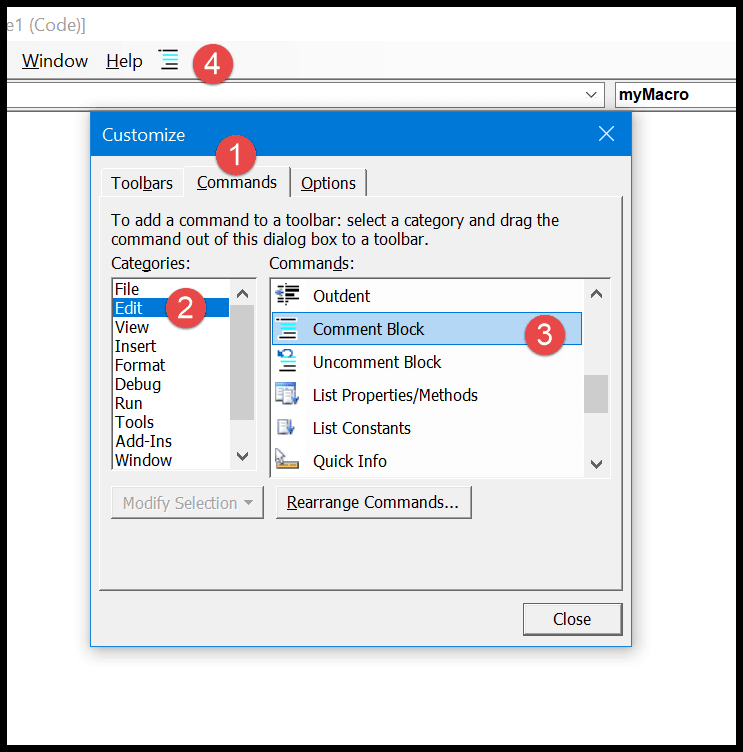 e1 (Code)]
Window Help 4
myMacro
Customize
1
Toolbars Commands Options
To add a command to a toolbar: select a category and drag the
command out of this dialog box to a toolbar.
Categories: Commands:
File
Edit 2
View
Insert
Format
Debug
Run
Tools
Add-Ins
Window
Outdent
Comment Block 3
Uncomment Block
List Properties/Methods
List Constants
Quick Info
Modify Selection Rearrange Commands...
Close